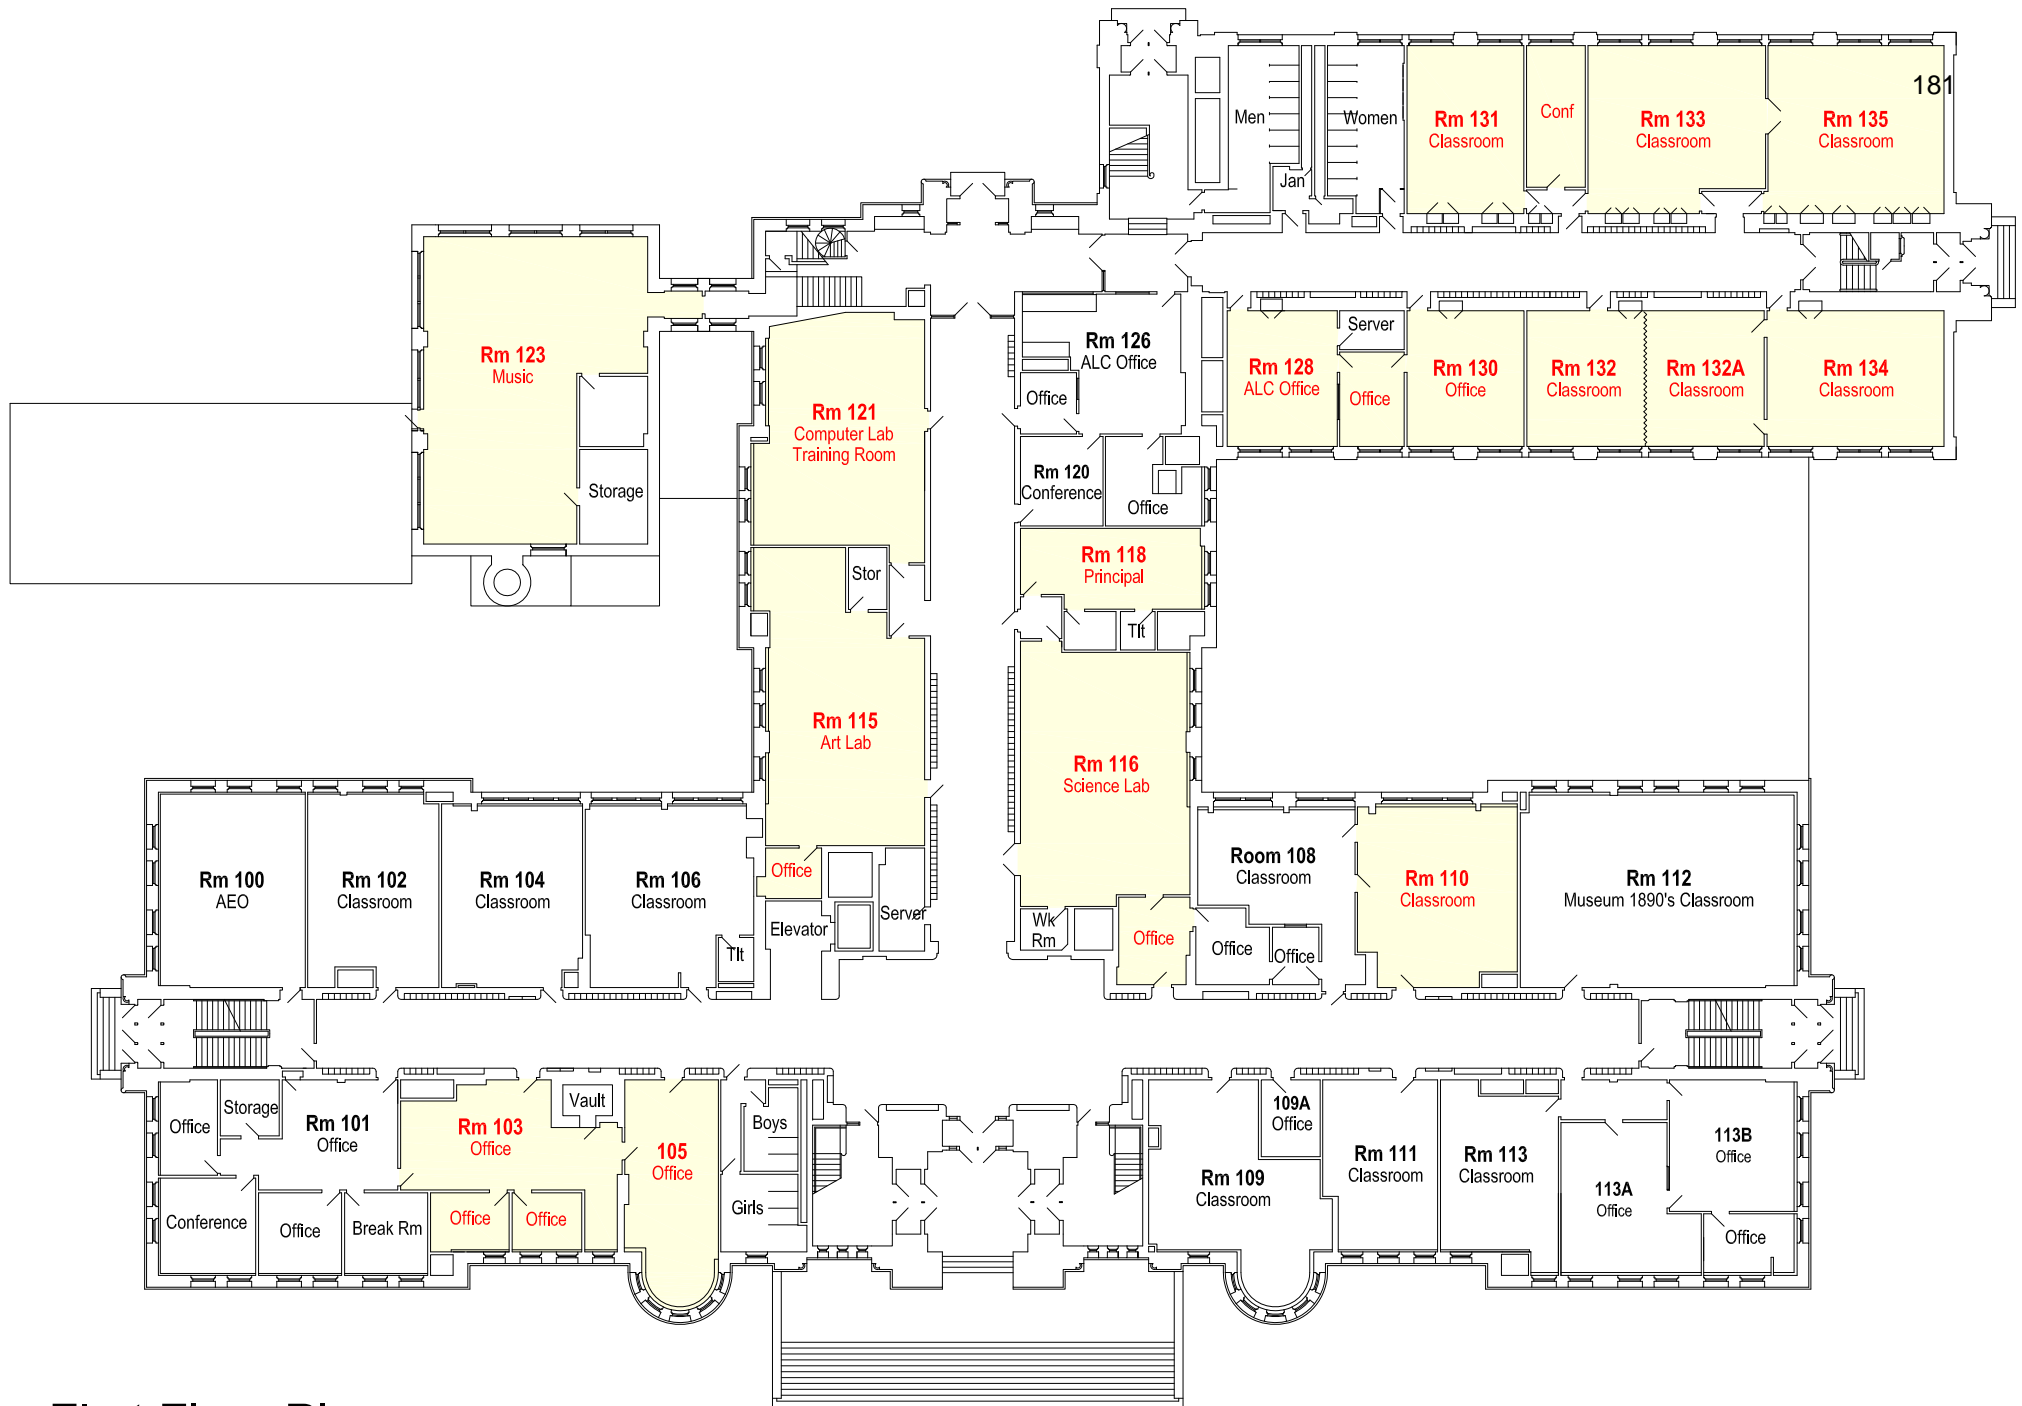 181
Men
Women
Rm 131
Classroom
Conf
Rm 133
Classroom
Rm 135
Classroom
Jan
Rm 123
Music
Storage
Rm 121
Computer Lab
Training Room
Rm 126
ALC Office
Office
Rm 120
Conference
Office
Rm 128
ALC Office
Server
Office
Rm 130
Office
Rm 132
Classroom
Rm 132A
Classroom
Rm 134
Classroom
Stor
Rm 118
Principal
Tlt
Rm 115
Art Lab
Rm 116
Science Lab
Rm 100
AEO
Rm 102
Classroom
Rm 104
Classroom
Rm 106
Classroom
Tlt
Office
Elevator
Server
Wk
Rm
Office
Room 108
Classroom
Office
Office
Rm 110
Classroom
Rm 112
Museum 1890's Classroom
Office
Storage
Rm 101
Office
Conference
Office
Break Rm
Rm 103
Office
Vault
Office
Office
105
Office
Boys
Girls
109A
Office
Rm 109
Classroom
Rm 111
Classroom
Rm 113
Classroom
113B
Office
113A
Office
Office